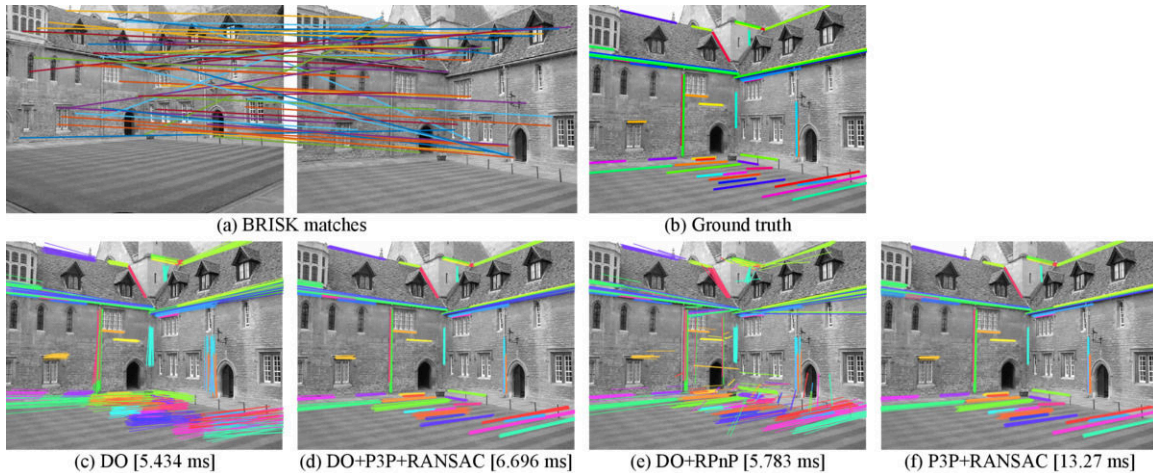 (a) BRISK matches
(b) Ground truth
(c) DO [5.434 ms]
(d) DO+P3P+RANSAC [6.696 ms]
(e) DO+RPnP [5.783 ms]
(f) P3P+RANSAC [13.27 ms]